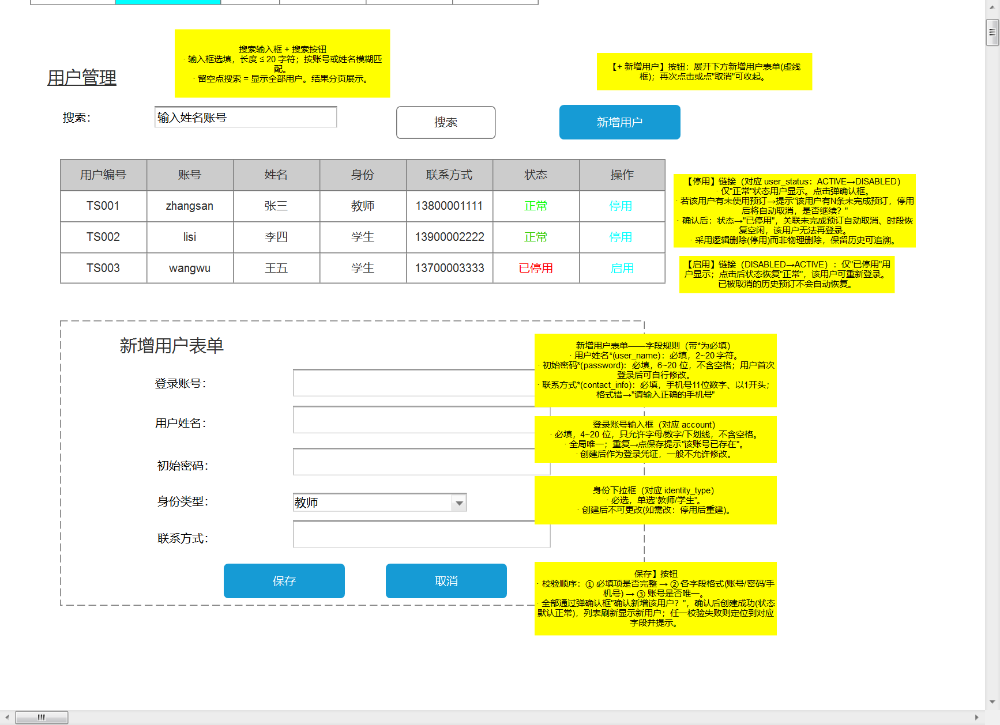 搜索输入框 + 搜索按钮
· 输入框选填，长度 ≤ 20 字符；按账号或姓名模糊匹
配。
· 留空点搜索 = 显示全部用户。结果分页展示。
【+ 新增用户】按钮：展开下方新增用户表单(虚线
框)；再次点击或点"取消"可收起。
用户管理
搜索：
输入姓名账号
搜索
新增用户
用户编号 账号 姓名 身份 联系方式 状态 操作
TS001 zhangsan 张三 教师 13800001111 正常 停用
TS002 lisi 李四 学生 13900002222 正常 停用
TS003 wangwu 王五 学生 13700003333 已停用 启用
【停用】链接（对应 user_status：ACTIVE→DISABLED）
· 仅"正常"状态用户显示。点击弹确认框。
· 若该用户有未使用预订→提示"该用户有N条未完成预订，停用
后将自动取消，是否继续？"
· 确认后：状态→"已停用"，关联未完成预订自动取消、时段恢
复空闲，该用户无法再登录。
· 采用逻辑删除(停用)而非物理删除，保留历史可追溯。
【启用】链接（DISABLED→ACTIVE）：仅"已停用"用
户显示；点击后状态恢复"正常"，该用户可重新登录。
已被取消的历史预订不会自动恢复。
新增用户表单
登录账号：
用户姓名：
初始密码：
身份类型：
教师
联系方式：
保存
取消
新增用户表单——字段规则（带*为必填）
· 用户姓名*(user_name)：必填，2~20 字符。
· 初始密码*(password)：必填，6~20 位，不含空格；用户首次
登录后可自行修改。
· 联系方式*(contact_info)：必填，手机号11位数字、以1开头；
格式错→"请输入正确的手机号"
登录账号输入框（对应 account）
· 必填，4~20 位，只允许字母/数字/下划线，不含空格。
· 全局唯一；重复→点保存提示"该账号已存在"。
· 创建后作为登录凭证，一般不允许修改。
身份下拉框（对应 identity_type）
· 必选，单选"教师/学生"。
· 创建后不可更改(如需改：停用后重建)。
保存】按钮
· 校验顺序：① 必填项是否完整 → ② 各字段格式(账号/密码/手
机号) → ③ 账号是否唯一。
· 全部通过弹确认框"确认新增该用户？"，确认后创建成功(状态
默认正常)，列表刷新显示新用户；任一校验失败则定位到对应
字段并提示。